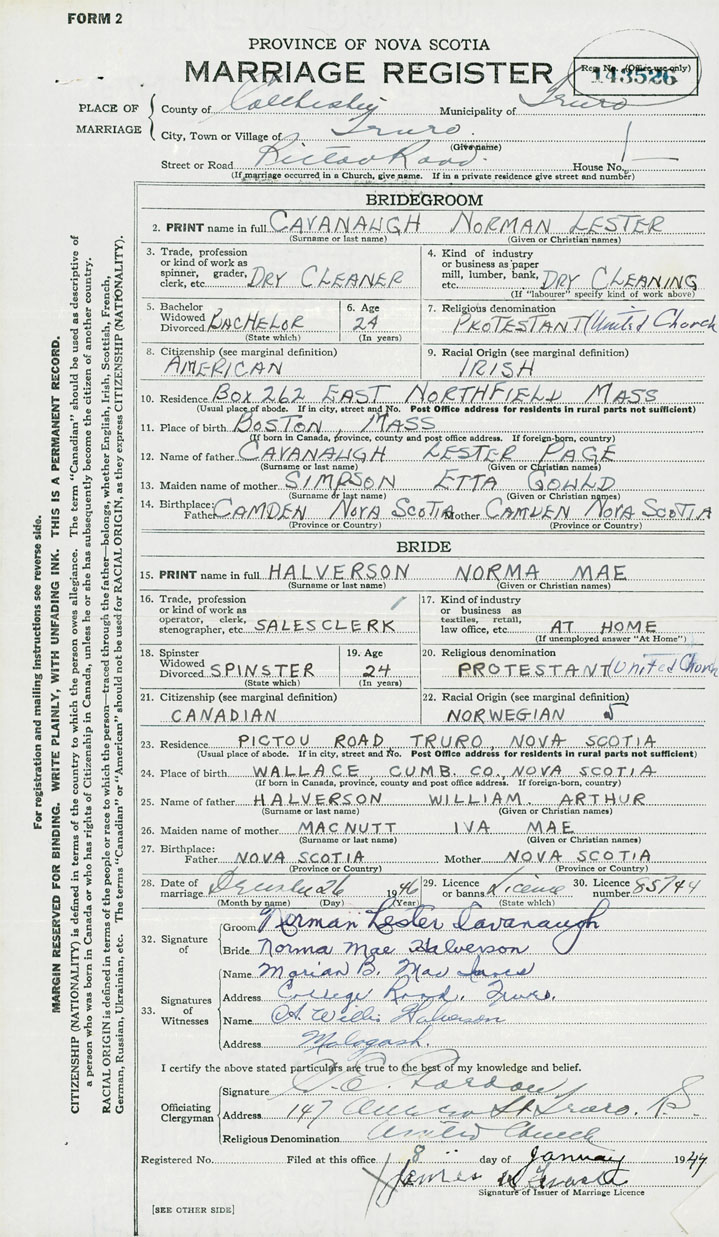 FORM 2
PROVINCE OF NOVA SCOTIA
MARRIAGE REGISTER
Reg. No. (Office use only)
143526
PLACE OF MARRIAGE
County of Colchester Municipality of Truro
City, Town or Village of Truro
(Give name)
Street or Road Pictou Road House No.
(If marriage occurred in a Church, give name. If in a private residence give street and number)
BRIDEGROOM
2. PRINT name in full CAVANAUGH NORMAN LESTER
(Surname or last name) (Given or Christian names)
3. Trade, profession or kind of work as spinner, grader, clerk, etc. DRY CLEANER
4. Kind of industry or business as paper mill, lumber, bank, etc. DRY CLEANING
(If "labourer" specify kind of work above)
5. Bachelor Widowed Divorced BACHELOR
(State which)
6. Age 24
(In years)
7. Religious denomination
PROTESTANT (United Church
8. Citizenship (see marginal definition)
AMERICAN
9. Racial Origin (see marginal definition)
IRISH
10. Residence BOX 262 EAST NORTHFIELD MASS
(Usual place of abode. If in city, street and No. Post Office address for residents in rural parts not sufficient)
11. Place of birth BOSTON, MASS
(If born in Canada, province, county and post office address. If foreign-born, country)
12. Name of father CAVANAUGH LESTER PAGE
(Surname or last name) (Given or Christian names)
13. Maiden name of mother SIMPSON ETTA GOULD
(Surname or last name) (Given or Christian names)
14. Birthplace: Father CAMDEN NOVA SCOTIA Mother CAMDEN NOVA SCOTIA
(Province or Country) (Province or Country)
BRIDE
15. PRINT name in full HALVERSON NORMA MAE
(Surname or last name) (Given or Christian names)
16. Trade, profession or kind of work as operator, clerk, stenographer, etc. SALESCLERK
17. Kind of industry or business as textiles, retail, law office, etc. AT HOME
(If unemployed answer "At Home")
18. Spinster Widowed Divorced SPINSTER
(State which)
19. Age 24
(In years)
20. Religious denomination
PROTESTANT (United Church
21. Citizenship (see marginal definition)
CANADIAN
22. Racial Origin (see marginal definition)
NORWEGIAN 5
23. Residence PICTOU ROAD TRURO, NOVA SCOTIA
(Usual place of abode. If in city, street and No. Post Office address for residents in rural parts not sufficient)
24. Place of birth WALLACE, CUMB. CO., NOVA SCOTIA
(If born in Canada, province, county and post office address. If foreign-born, country)
25. Name of father HALVERSON WILLIAM ARTHUR
(Surname or last name) (Given or Christian names)
26. Maiden name of mother MACNUTT IVA MAE
(Surname or last name) (Given or Christian names)
27. Birthplace: Father NOVA SCOTIA Mother NOVA SCOTIA
(Province or Country) (Province or Country)
28. Date of marriage 26 1946
(Month by name) (Day) (Year)
29. Licence or banns License
(State which)
30. Licence number 85744
32. Signature of
Groom Norman Lester Cavanaugh
Bride Norma Mae Halverson
33. Signatures of Witnesses
Name Marian B. Mac
Address College Road, Truro.
Name Willis Halverson
Address Malagash.
I certify the above stated particulars are true to the best of my knowledge and belief.
Officiating Clergyman
Signature Gordon
Address 147 St Truro. N.S.
Religious Denomination United Church
Registered No. Filed at this office 8 day of January 1947
James
Signature of Issuer of Marriage Licence
[SEE OTHER SIDE]
For registration and mailing instructions see reverse side.
MARGIN RESERVED FOR BINDING. WRITE PLAINLY, WITH UNFADING INK. THIS IS A PERMANENT RECORD.
CITIZENSHIP (NATIONALITY) is defined in terms of the country to which the person owes allegiance. The term "Canadian" should be used as descriptive of
a person who was born in Canada or who has rights of Citizenship in Canada, unless he or she has subsequently become the citizen of another country.
RACIAL ORIGIN is defined in terms of the people or race to which the person—traced through the father—belongs, whether English, Irish, Scottish, French,
German, Russian, Ukrainian, etc. The terms "Canadian" or "American" should not be used for RACIAL ORIGIN, as they express CITIZENSHIP (NATIONALITY).